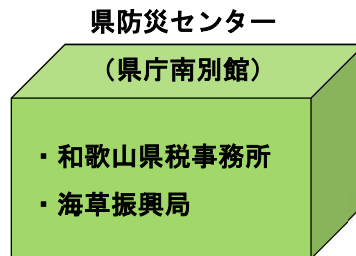 県防災センター
（県庁南別館）
・和歌山県税事務所
・海草振興局